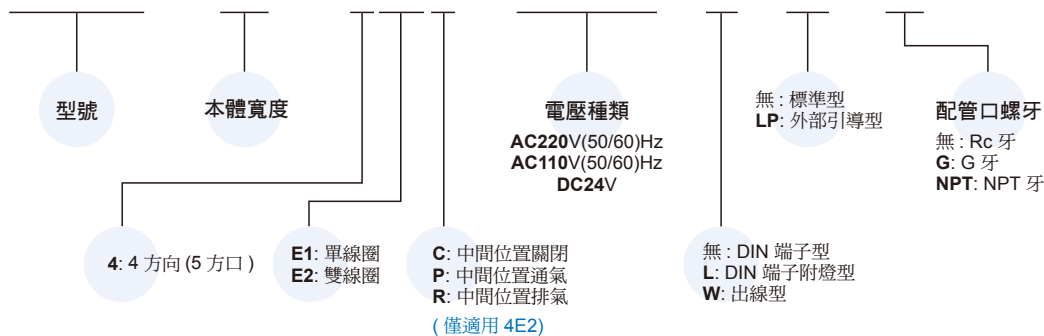 型號
本體寬度
電壓種類
AC220V(50/60)Hz
AC110V(50/60)Hz
DC24V
無 : 標準型
LP: 外部引導型
配管口螺牙
無 : Rc 牙
G: G 牙
NPT: NPT 牙
4: 4 方向 (5 方口 )
E1: 單線圈
E2: 雙線圈
C: 中間位置關閉
P: 中間位置通氣
R: 中間位置排氣
( 僅適用 4E2)
無 : DIN 端子型
L: DIN 端子附燈型
W: 出線型